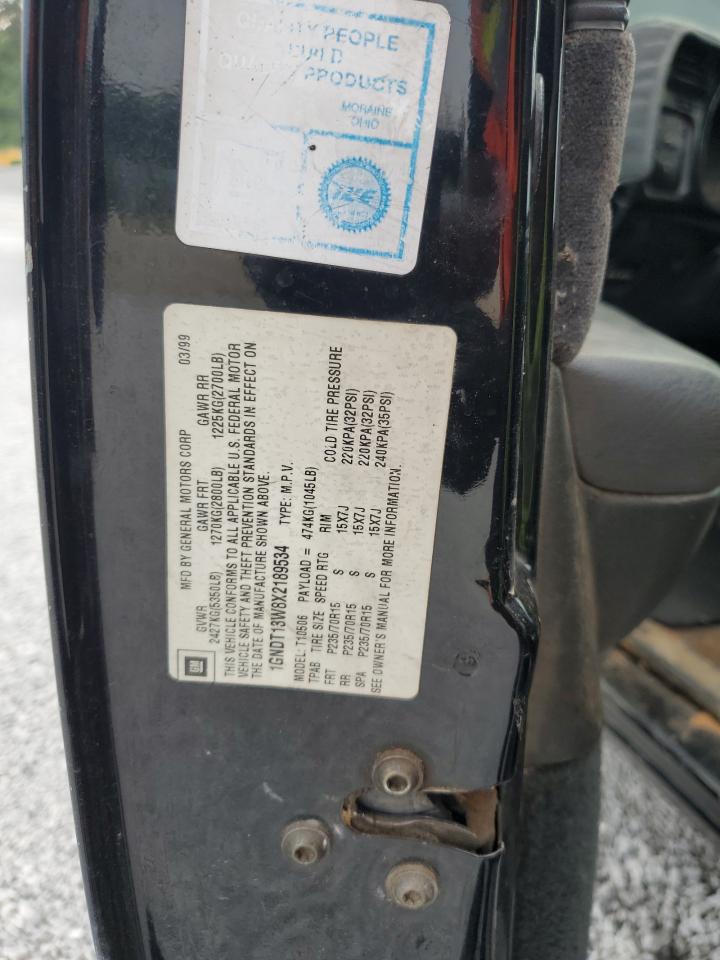 QUALITY PEOPLE
BUILD
QUALITY PRODUCTS
MORAINE
OHIO
MFD BY GENERAL MOTORS CORP 03/99
GVWR GAWR FRT GAWR RR
2427KG(5350LB) 1270KG(2800LB) 1225KG(2700LB)
THIS VEHICLE CONFORMS TO ALL APPLICABLE U.S. FEDERAL MOTOR
VEHICLE SAFETY AND THEFT PREVENTION STANDARDS IN EFFECT ON
THE DATE OF MANUFACTURE SHOWN ABOVE.
1GNDT13W8X2189534 TYPE: M.P.V.
MODEL: T10506 PAYLOAD = 474KG(1045LB)
TPAB TIRE SIZE SPEED RTG RIM COLD TIRE PRESSURE
FRT P235/70R15 S 15X7J 220KPA(32PSI)
RR P235/70R15 S 15X7J 220KPA(32PSI)
SPA P235/70R15 S 15X7J 240KPA(35PSI)
SEE OWNER'S MANUAL FOR MORE INFORMATION.
GM